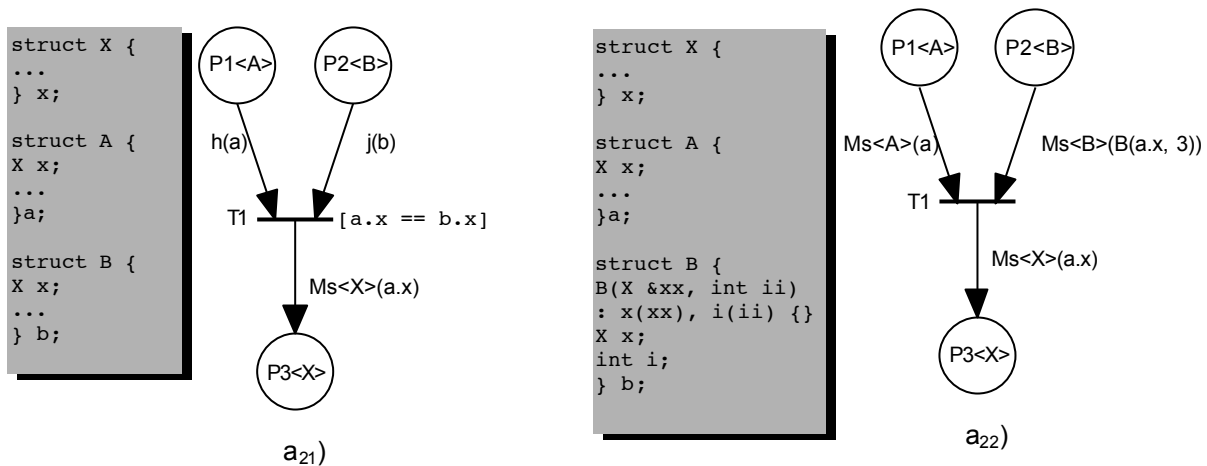 struct X {
...
} x;
struct A {
X x;
...
}a;
struct B {
X x;
...
} b;
P1<A>
P2<B>
h(a)
j(b)
T1
[a.x == b.x]
Ms<X>(a.x)
P3<X>
a21)
struct X {
...
} x;
struct A {
X x;
...
}a;
struct B {
B(X &xx, int ii)
: x(xx), i(ii) {}
X x;
int i;
} b;
P1<A>
P2<B>
Ms<A>(a)
Ms<B>(B(a.x, 3))
T1
Ms<X>(a.x)
P3<X>
a22)